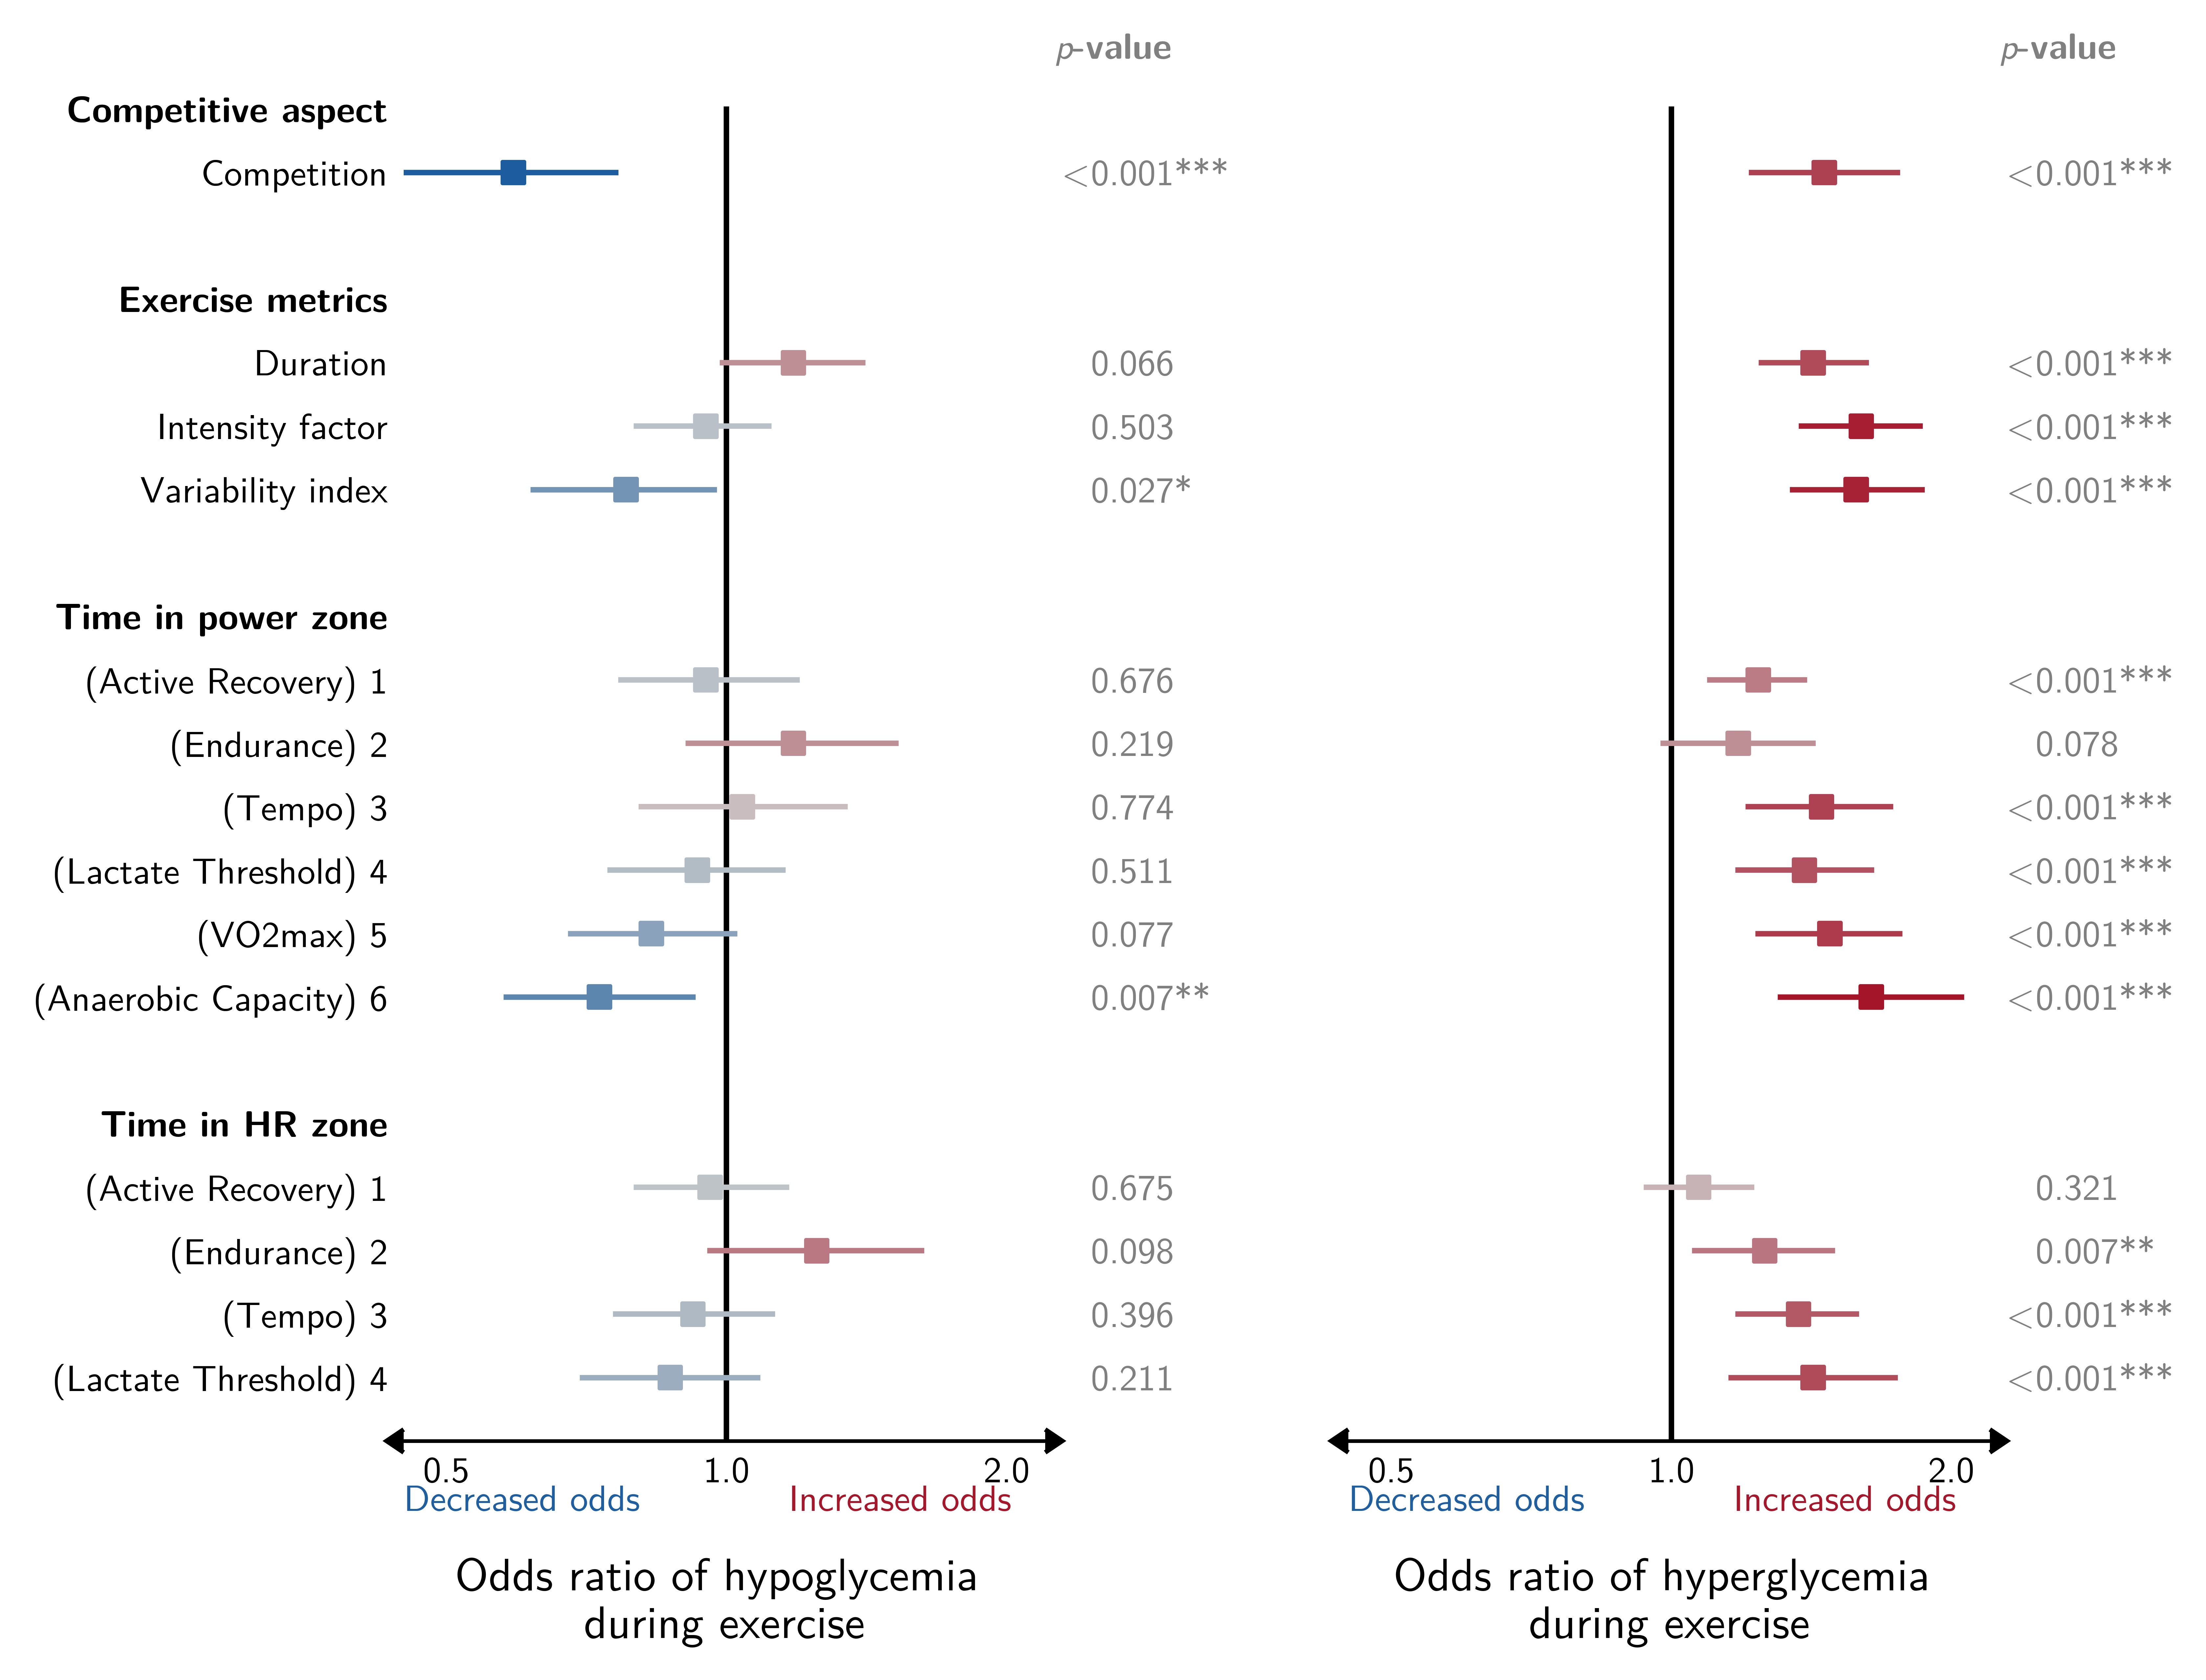 p-value p-value
Competitive aspect
Competition <0.001*** <0.001***
Exercise metrics
Duration 0.066 <0.001***
Intensity factor 0.503 <0.001***
Variability index 0.027* <0.001***
Time in power zone
(Active Recovery) 1 0.676 <0.001***
(Endurance) 2 0.219 0.078
(Tempo) 3 0.774 <0.001***
(Lactate Threshold) 4 0.511 <0.001***
(VO2max) 5 0.077 <0.001***
(Anaerobic Capacity) 6 0.007** <0.001***
Time in HR zone
(Active Recovery) 1 0.675 0.321
(Endurance) 2 0.098 0.007**
(Tempo) 3 0.396 <0.001***
(Lactate Threshold) 4 0.211 <0.001***
0.5 1.0 2.0 0.5 1.0 2.0
Decreased odds Increased odds Decreased odds Increased odds
Odds ratio of hypoglycemia
during exercise
Odds ratio of hyperglycemia
during exercise